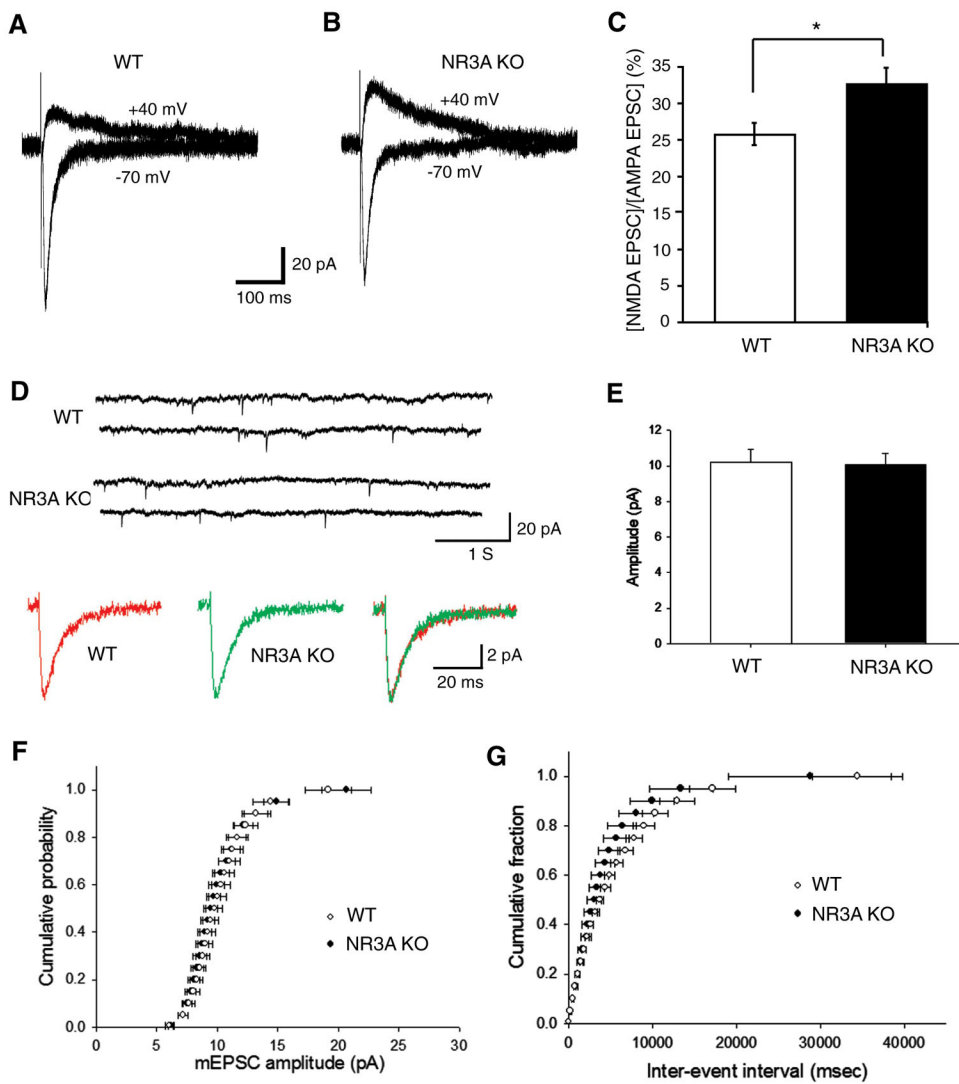 A
WT
+40 mV
-70 mV
B
NR3A KO
+40 mV
-70 mV
20 pA
100 ms
C
*
[NMDA EPSC]/[AMPA EPSC] (%)
35
30
25
20
15
10
5
0
WT
NR3A KO
D
WT
NR3A KO
20 pA
1 S
WT
NR3A KO
2 pA
20 ms
E
Amplitude (pA)
12
10
8
6
4
2
0
WT
NR3A KO
F
Cumulative probability
1.0
0.8
0.6
0.4
0.2
0.0
0
5
10
15
20
25
30
mEPSC amplitude (pA)
WT
NR3A KO
G
Cumulative fraction
1.0
0.8
0.6
0.4
0.2
0.0
0
10000
20000
30000
40000
Inter-event interval (msec)
WT
NR3A KO